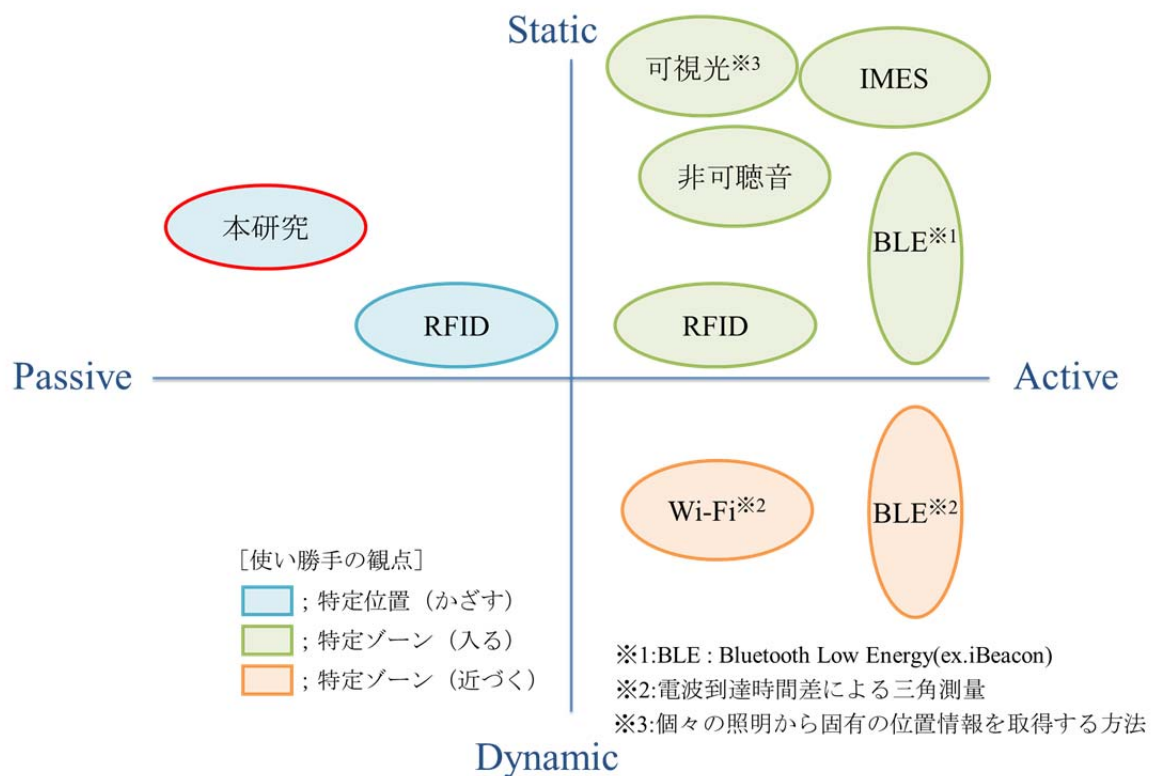 Static
可視光※3
IMES
非可聴音
本研究
BLE※1
RFID
RFID
Passive
Active
Wi-Fi※2
BLE※2
[使い勝手の観点]
; 特定位置（かざす）
; 特定ゾーン（入る）
; 特定ゾーン（近づく）
※1:BLE : Bluetooth Low Energy(ex.iBeacon)
※2:電波到達時間差による三角測量
※3:個々の照明から固有の位置情報を取得する方法
Dynamic